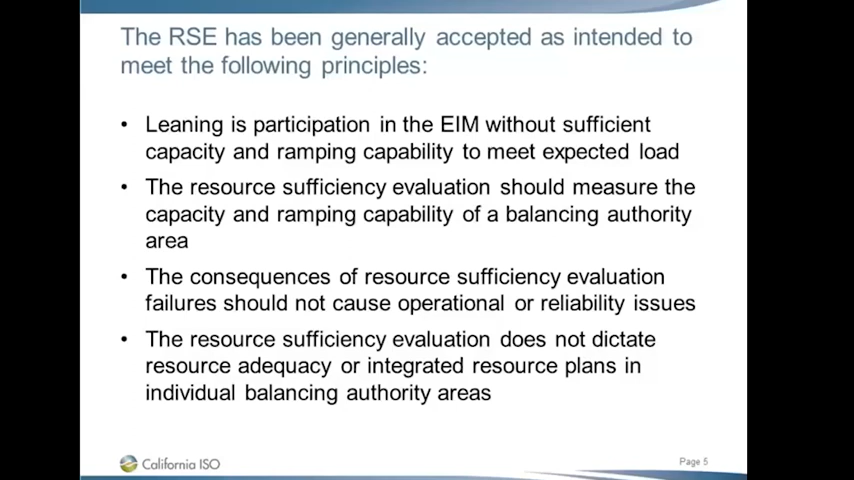 The RSE has been generally accepted as intended to
meet the following principles:
• Leaning is participation in the EIM without sufficient
capacity and ramping capability to meet expected load
• The resource sufficiency evaluation should measure the
capacity and ramping capability of a balancing authority
area
• The consequences of resource sufficiency evaluation
failures should not cause operational or reliability issues
• The resource sufficiency evaluation does not dictate
resource adequacy or integrated resource plans in
individual balancing authority areas
California ISO
Page 5